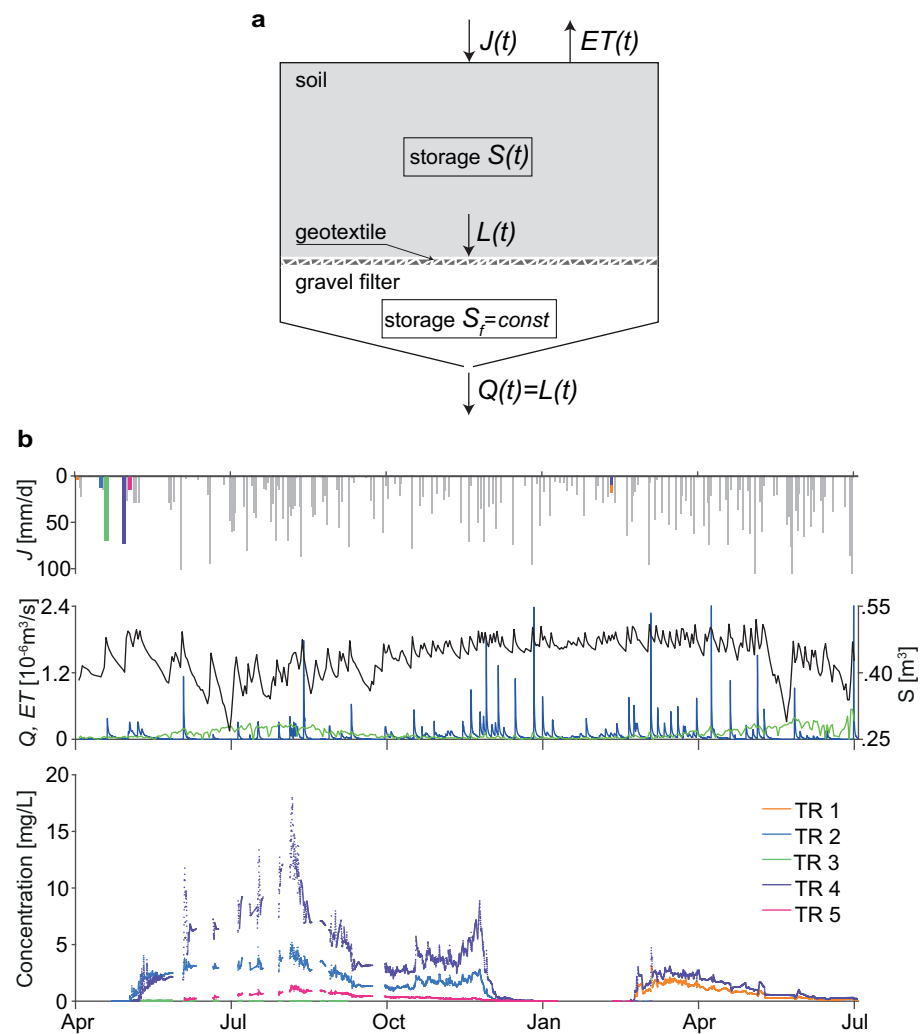 a
J(t)
ET(t)
soil
storage S(t)
geotextile
L(t)
gravel filter
storage S_f=const
Q(t)=L(t)
b
J [mm/d]
0
50
100
Q, ET [10⁻⁶m³/s]
2.4
1.2
0
.55
.40
.25
S [m³]
Concentration [mg/L]
20
15
10
5
0
TR 1
TR 2
TR 3
TR 4
TR 5
Apr
Jul
Oct
Jan
Apr
Jul